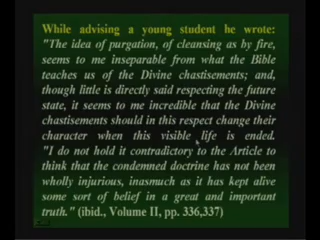 While advising a young student he wrote:
"The idea of purgation, of cleansing as by fire,
seems to me inseparable from what the Bible
teaches us of the Divine chastisements; and,
though little is directly said respecting the future
state, it seems to me incredible that the Divine
chastisements should in this respect change their
character when this visible life is ended.
"I do not hold it contradictory to the Article to
think that the condemned doctrine has not been
wholly injurious, inasmuch as it has kept alive
some sort of belief in a great and important
truth." (ibid., Volume II, pp. 336,337)